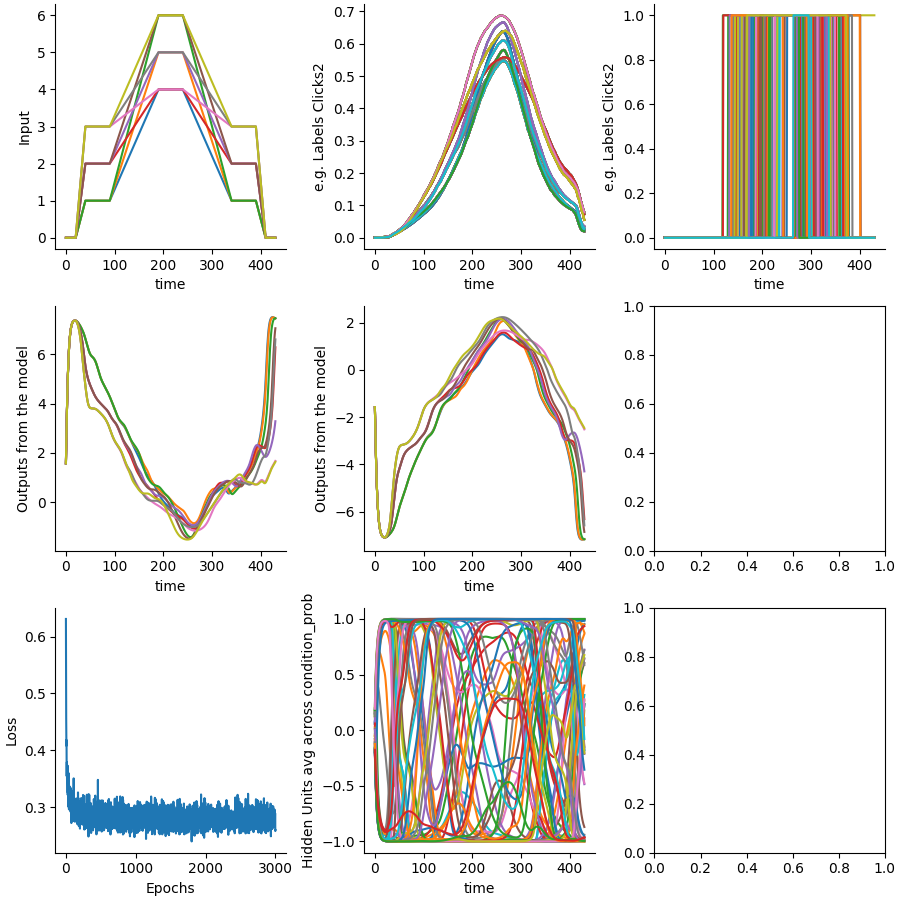 6
5
4
3
2
1
0
Input
0 100 200 300 400
time
0.7
0.6
0.5
0.4
0.3
0.2
0.1
0.0
e.g. Labels Clicks2
0 100 200 300 400
time
1.0
0.8
0.6
0.4
0.2
0.0
e.g. Labels Clicks2
0 100 200 300 400
time
6
4
2
0
Outputs from the model
0 100 200 300 400
time
2
0
−2
−4
−6
Outputs from the model
0 100 200 300 400
time
1.0
0.8
0.6
0.4
0.2
0.0
0.0 0.2 0.4 0.6 0.8 1.0
0.6
0.5
0.4
0.3
Loss
0 1000 2000 3000
Epochs
1.0
0.5
0.0
−0.5
−1.0
Hidden Units avg across condition_prob
0 100 200 300 400
time
1.0
0.8
0.6
0.4
0.2
0.0
0.0 0.2 0.4 0.6 0.8 1.0